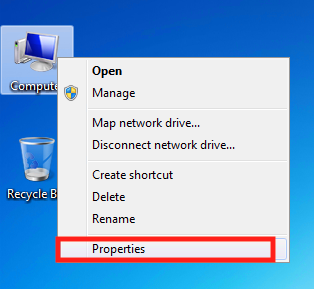 Open
Compute
Manage
Map network drive...
Disconnect network drive...
Create shortcut
Delete
Recycle B
Rename
Properties